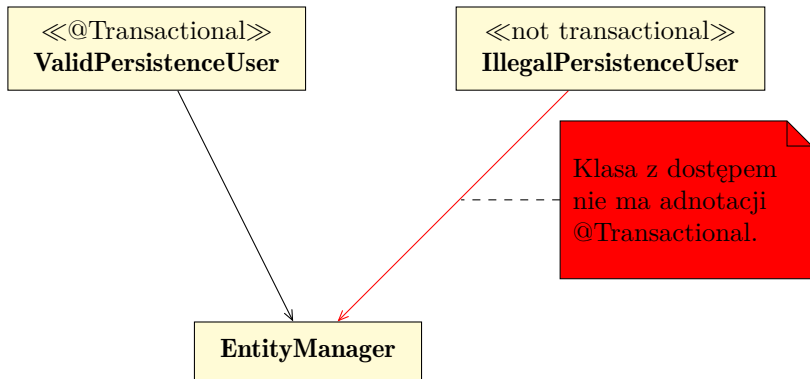 ≪@Transactional≫
ValidPersistenceUser
≪not transactional≫
IllegalPersistenceUser
Klasa z dostępem
nie ma adnotacji
@Transactional.
EntityManager